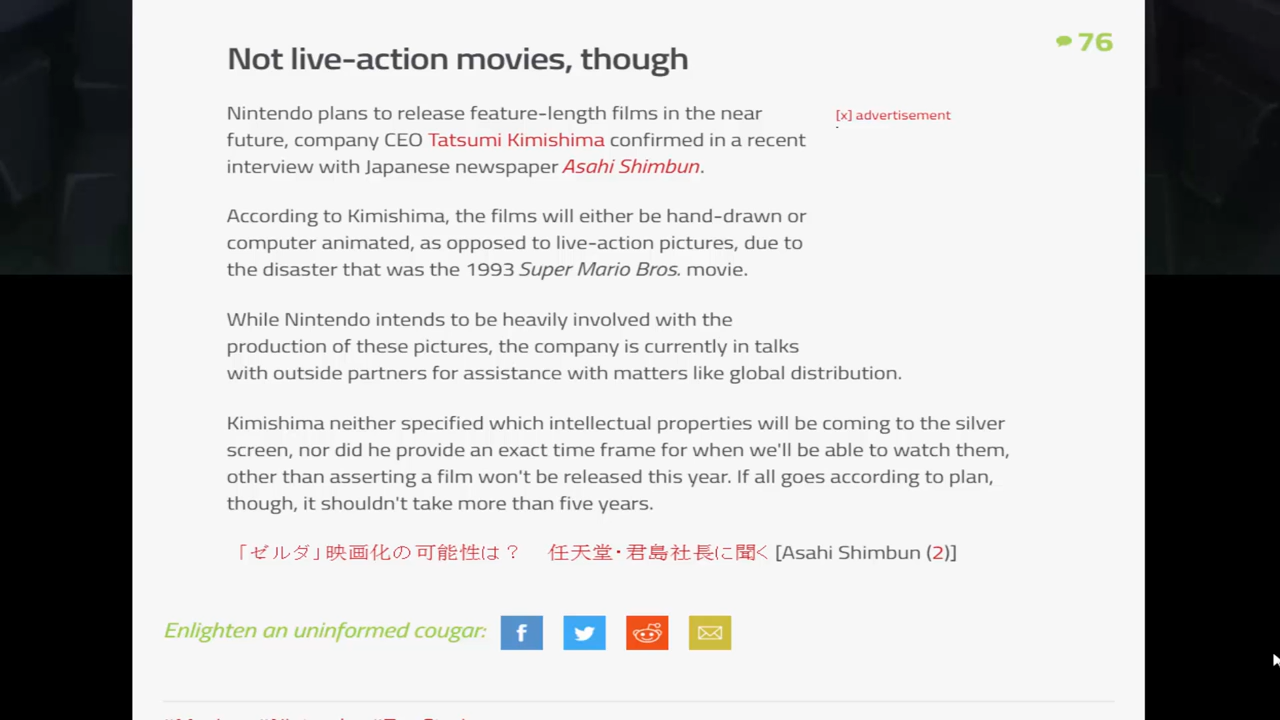 Not live-action movies, though
76
Nintendo plans to release feature-length films in the near
[x] advertisement
future, company CEO Tatsumi Kimishima confirmed in a recent
interview with Japanese newspaper Asahi Shimbun.
According to Kimishima, the films will either be hand-drawn or
computer animated, as opposed to live-action pictures, due to
the disaster that was the 1993 Super Mario Bros. movie.
While Nintendo intends to be heavily involved with the
production of these pictures, the company is currently in talks
with outside partners for assistance with matters like global distribution.
Kimishima neither specified which intellectual properties will be coming to the silver
screen, nor did he provide an exact time frame for when we'll be able to watch them,
other than asserting a film won't be released this year. If all goes according to plan,
though, it shouldn't take more than five years.
「ゼルダ」映画化の可能性は？　任天堂・君島社長に聞く [Asahi Shimbun (2)]
Enlighten an uninformed cougar: